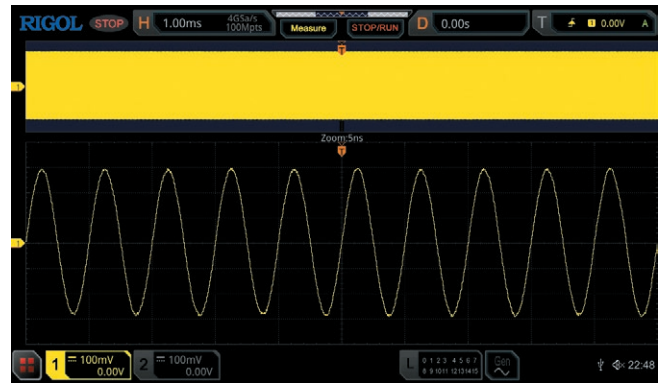 RIGOL STOP H 1.00ms 4GSa/s 100Mpts Measure STOP/RUN D 0.00s T 1 0.00V A
T
1
Zoom:5ns
T
1
1 100mV 0.00V 2 100mV 0.00V L 0 1 2 3 4 5 6 7 Gen 22:48
8 9 10 11 12 13 14 15